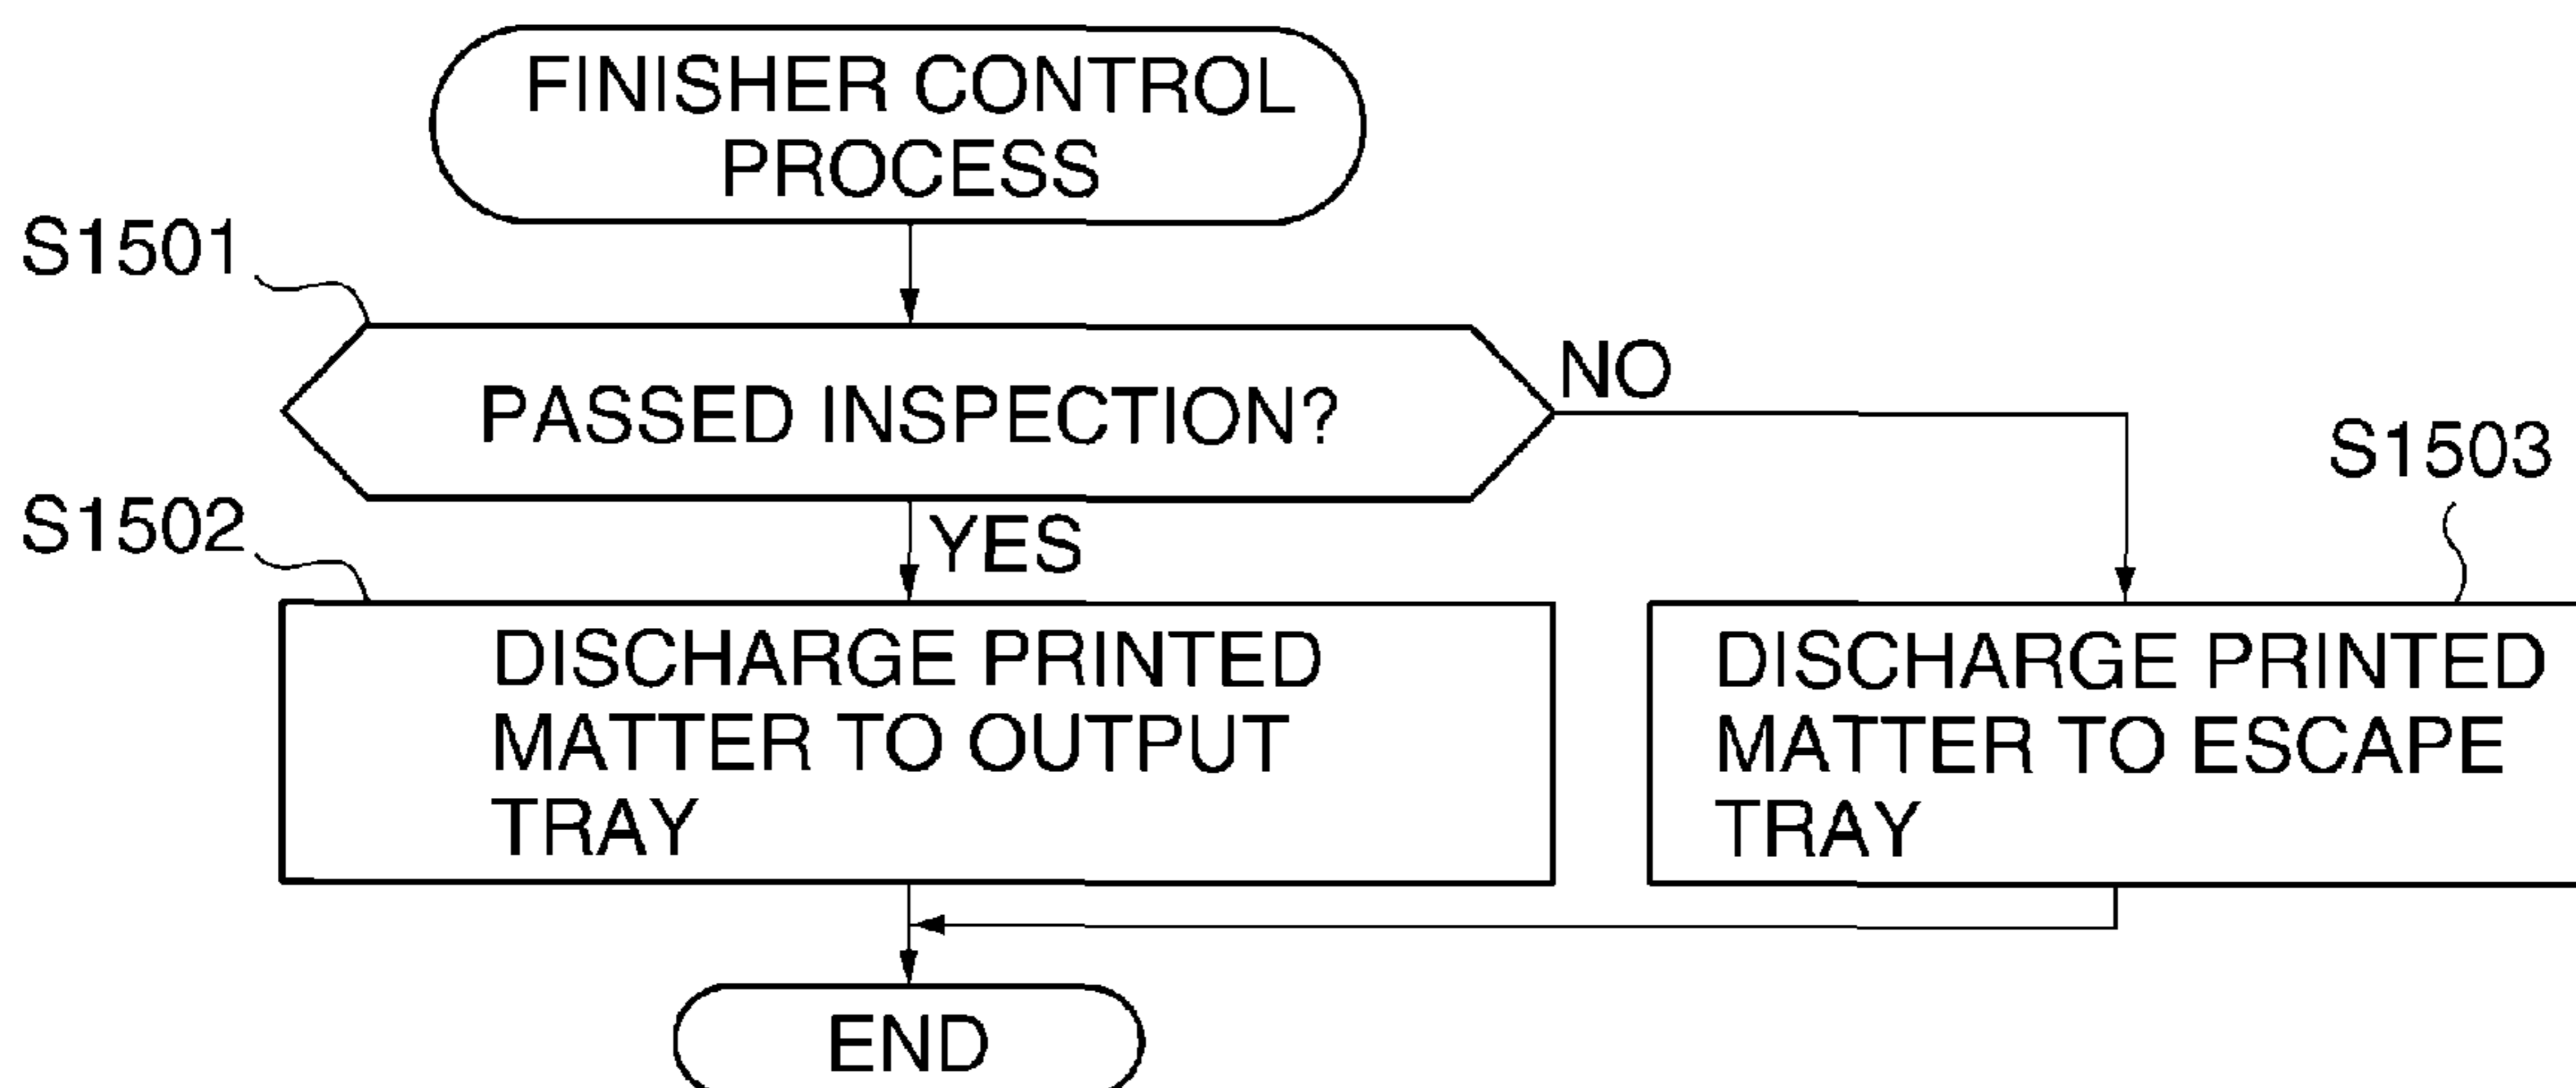 FINISHER CONTROL
PROCESS
S1501
PASSED INSPECTION?
NO
S1502
YES
S1503
DISCHARGE PRINTED
MATTER TO OUTPUT
TRAY
DISCHARGE PRINTED
MATTER TO ESCAPE
TRAY
END